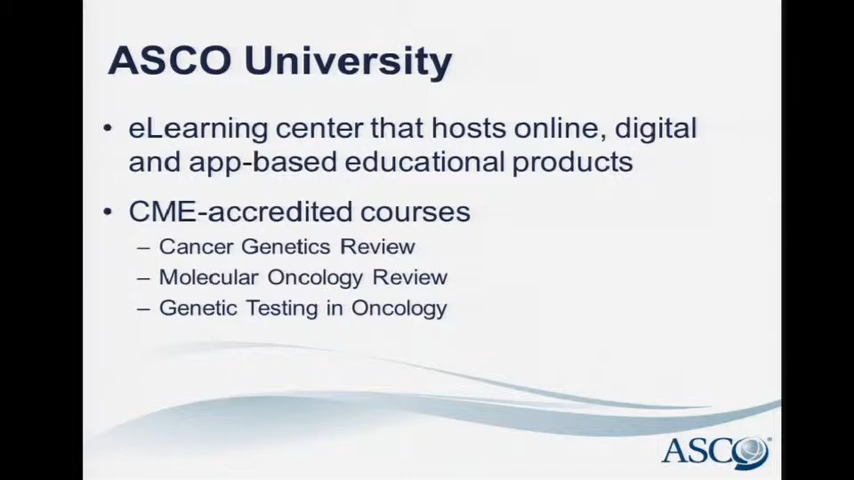 ASCO University
• eLearning center that hosts online, digital
and app-based educational products
• CME-accredited courses
– Cancer Genetics Review
– Molecular Oncology Review
– Genetic Testing in Oncology
ASCO®